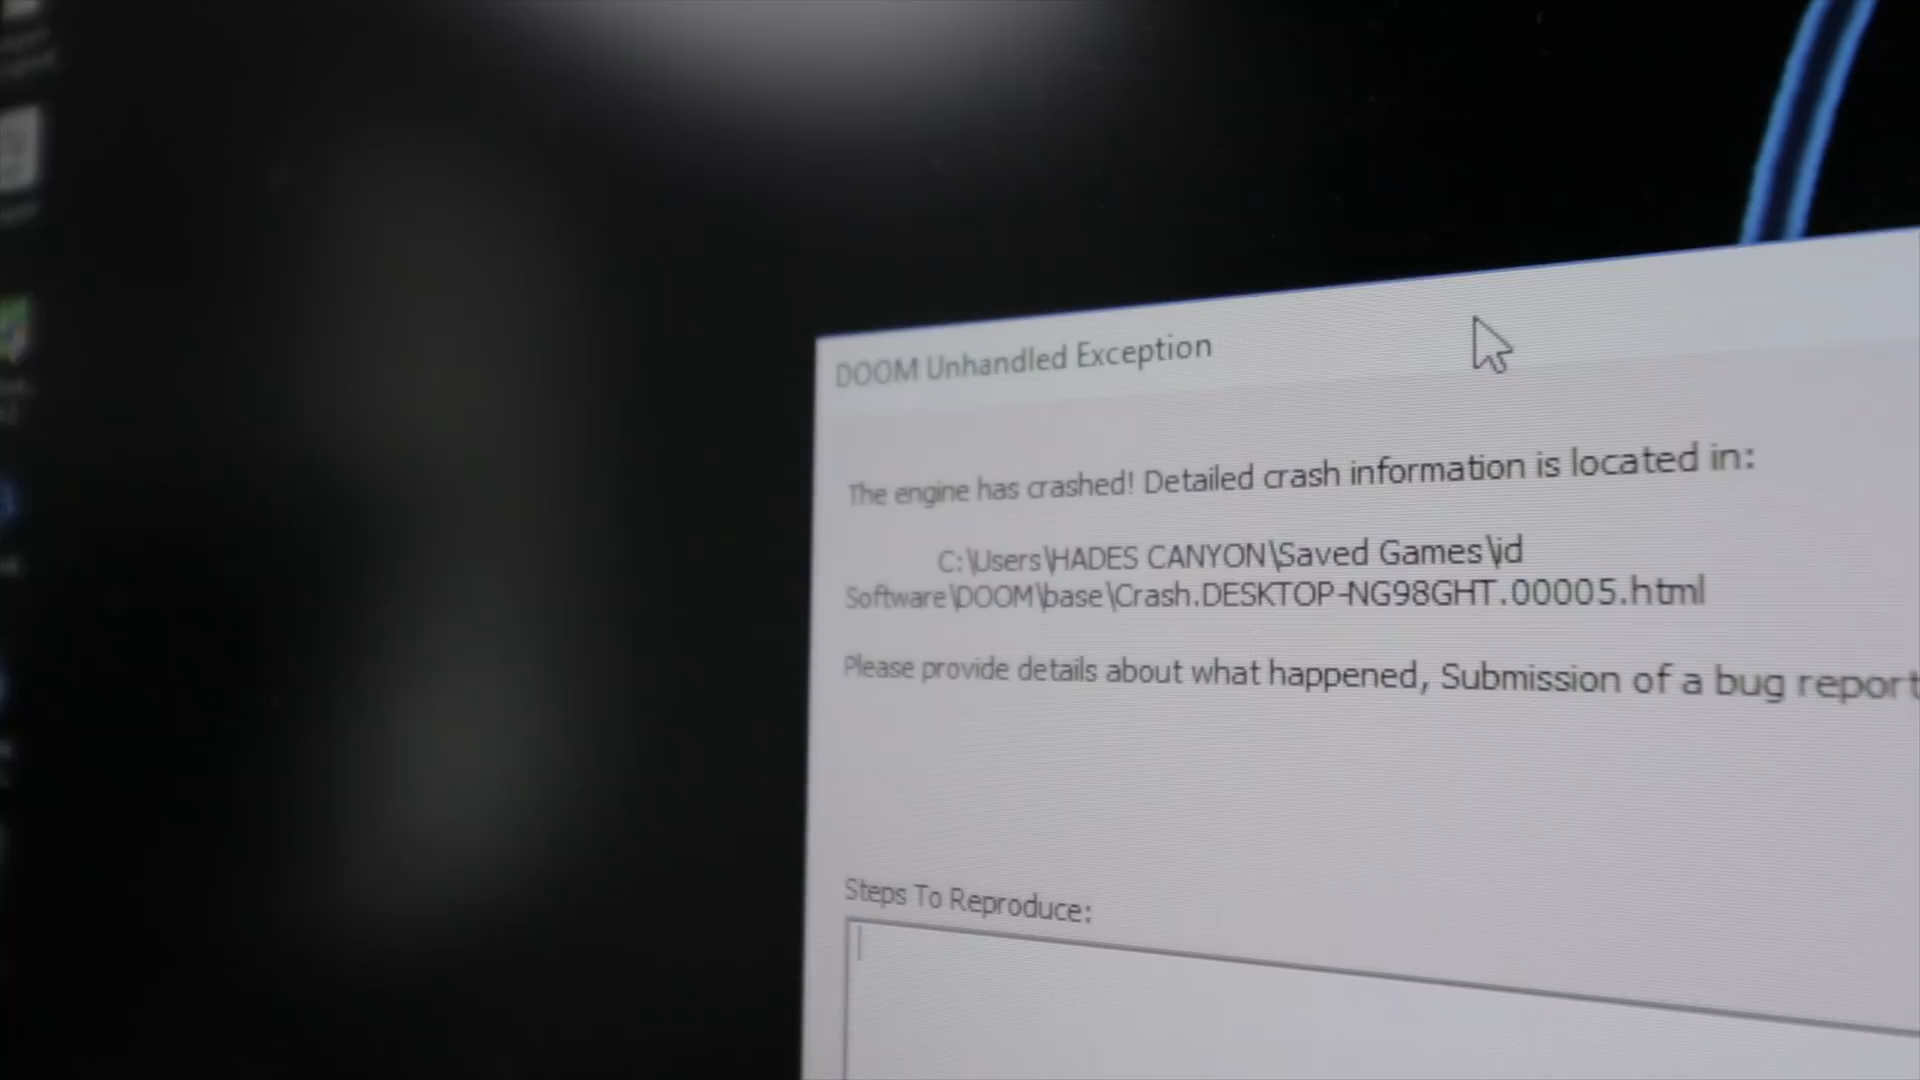 DOOM Unhandled Exception
The engine has crashed! Detailed crash information is located in:
C:\Users\HADES CANYON\Saved Games\id
Software\DOOM\base\Crash.DESKTOP-NG98GHT.00005.html
Please provide details about what happened, Submission of a bug report
Steps To Reproduce: